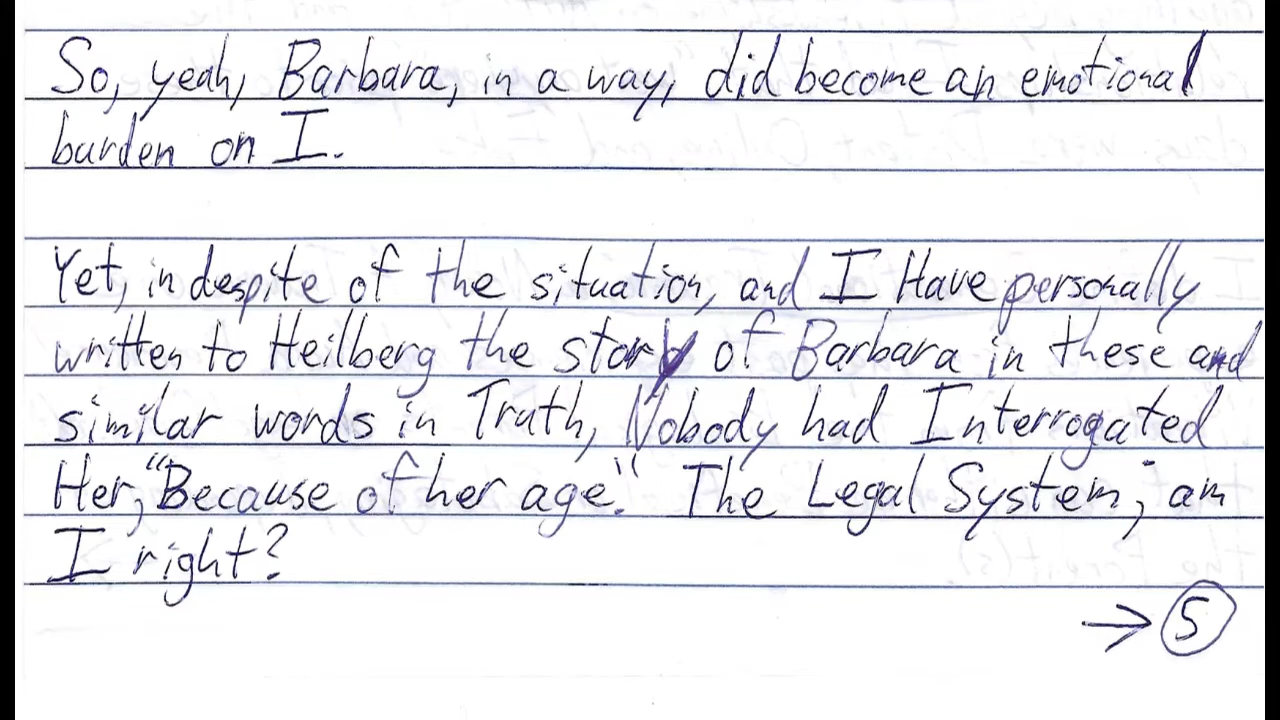 So, yeah, Barbara, in a way, did become an emotional
burden on I.
Yet, in despite of the situation, and I Have personally
written to Heilberg the story of Barbara in these and
similar words in Truth, Nobody had Interrogated
Her, "Because of her age." The Legal System; am
I right?
→ 5